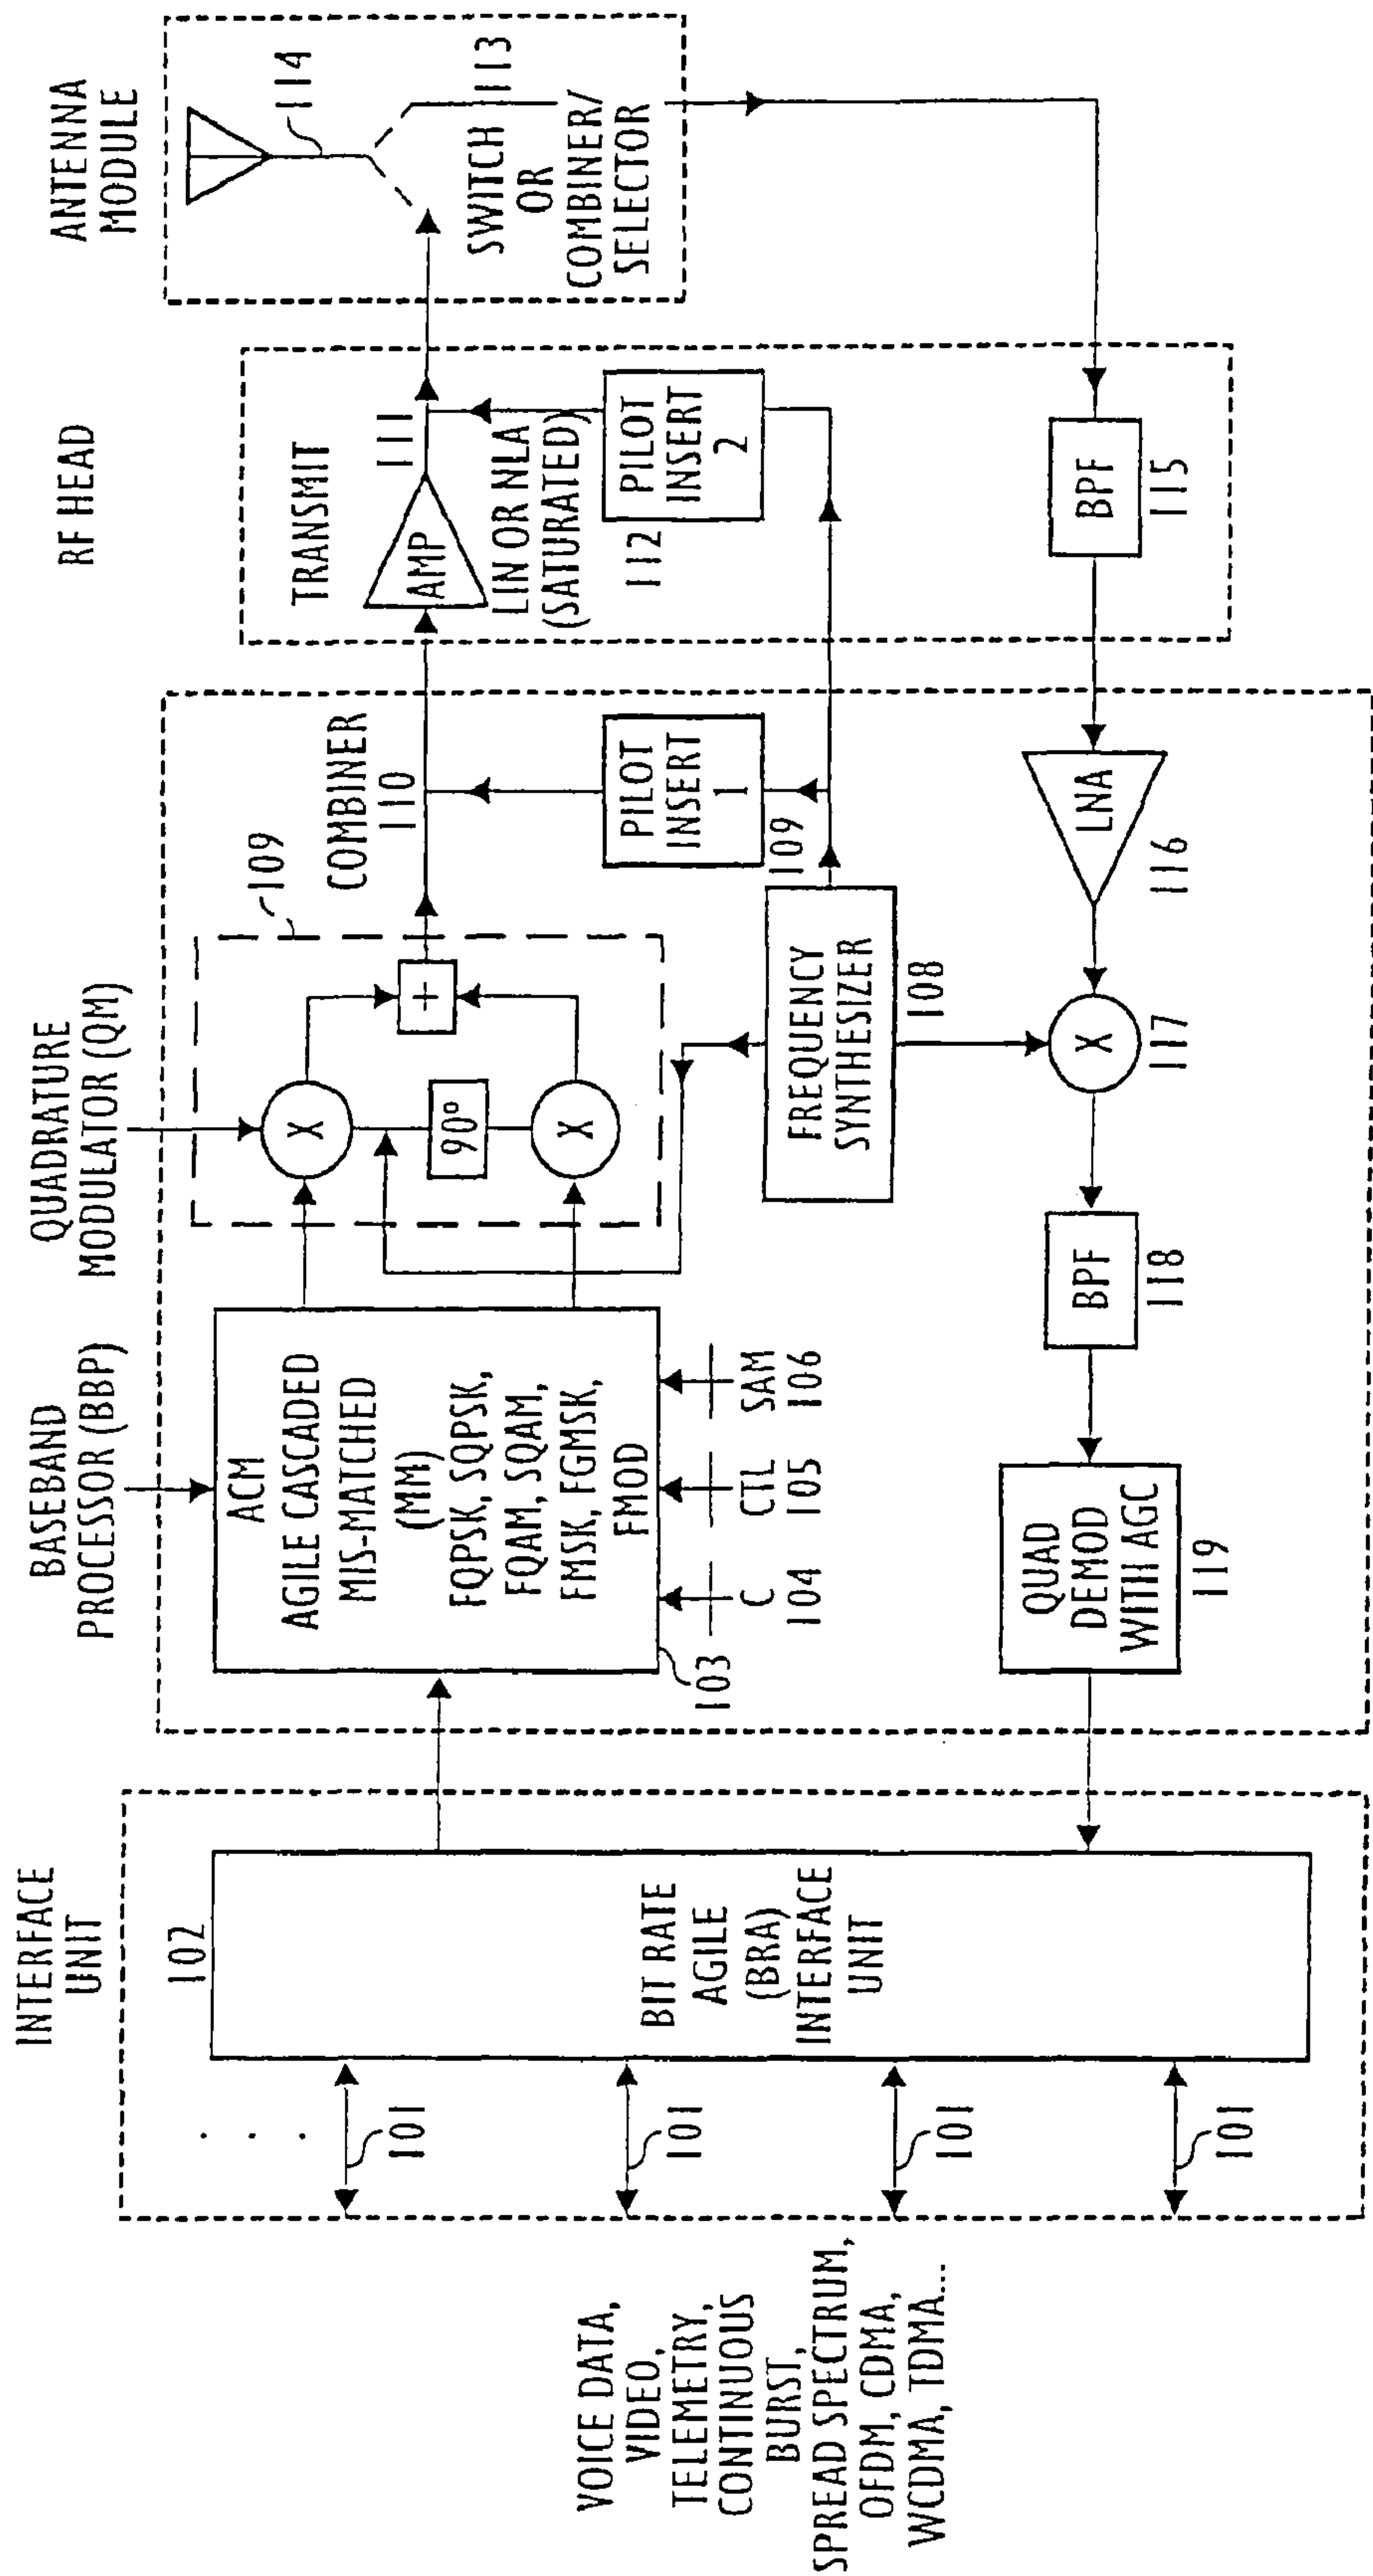 INTERFACE
UNIT
BASEBAND
PROCESSOR (BBP)
QUADRATURE
MODULATOR (QM)
RF HEAD
ANTENNA
MODULE
102
BIT RATE
AGILE
(BRA)
INTERFACE
UNIT
101
101
101
101
VOICE DATA,
VIDEO,
TELEMETRY,
CONTINUOUS
BURST,
SPREAD SPECTRUM,
OFDM, CDMA,
WCDMA, TDMA...
ACM
AGILE CASCADED
MIS-MATCHED
(MM)
FQPSK, SQPSK,
FQAM, SQAM,
FMSK, FGMSK,
FMOD
103
C
104
CTL
105
SAM
106
X
90°
X
+
109
COMBINER
110
PILOT
INSERT
1
109
FREQUENCY
SYNTHESIZER
108
TRANSMIT
AMP
111
LIN OR NLA
(SATURATED)
112
PILOT
INSERT
2
114
113
SWITCH
OR
COMBINER/
SELECTOR
BPF
115
LNA
116
X
117
BPF
118
QUAD
DEMOD
WITH AGC
119